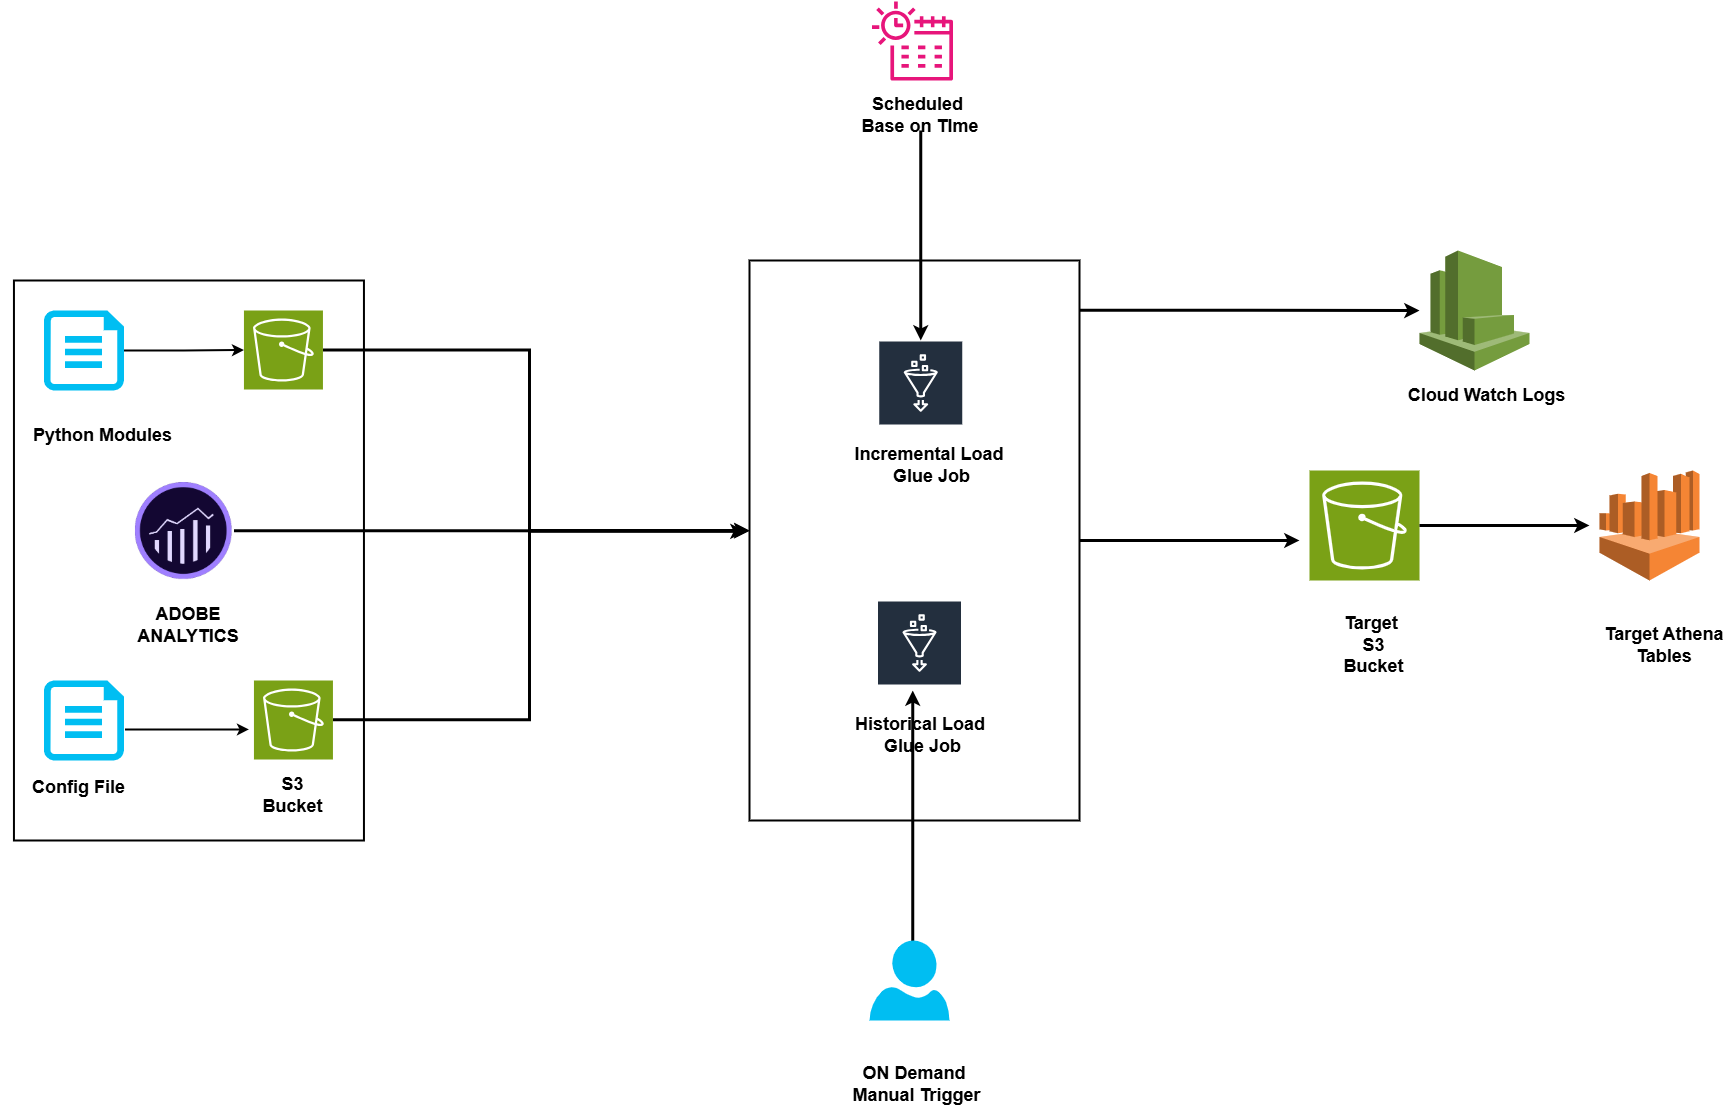 Scheduled
Base on TIme
Python Modules
ADOBE
ANALYTICS
Config File
S3
Bucket
Incremental Load
Glue Job
Historical Load
Glue Job
Cloud Watch Logs
Target
S3
Bucket
Target Athena
Tables
ON Demand
Manual Trigger